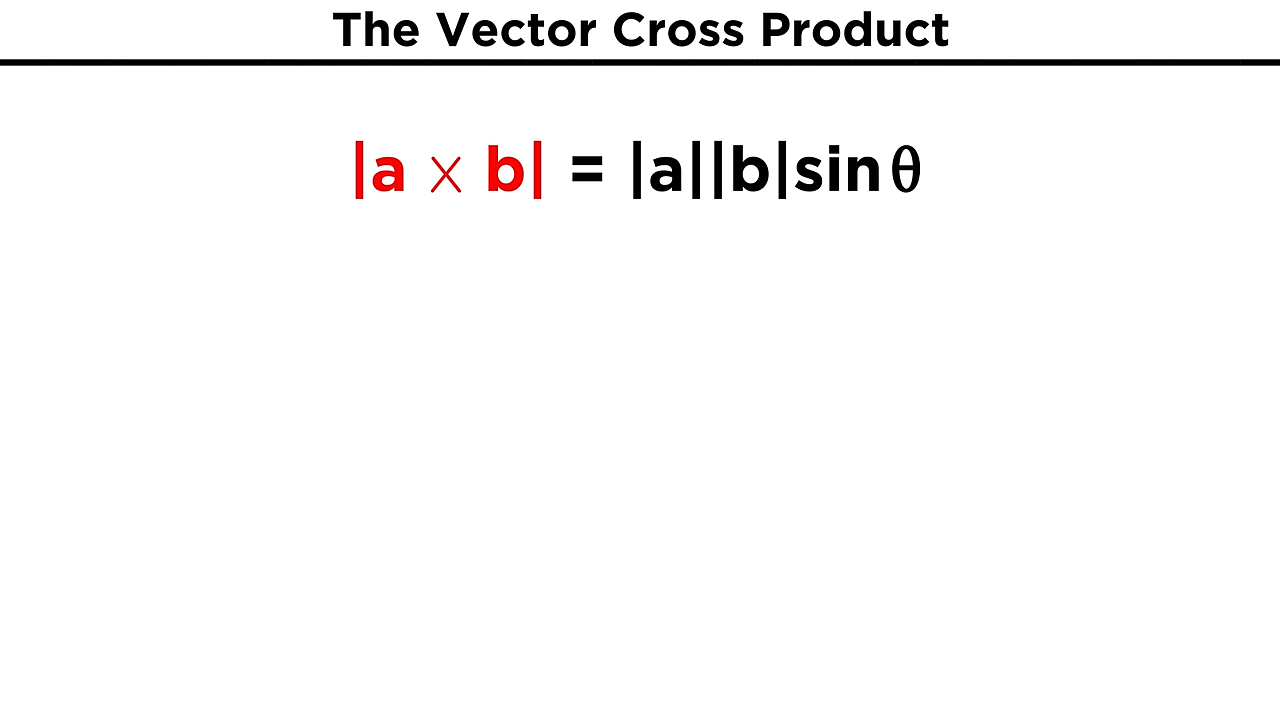 The Vector Cross Product
|a × b| = |a||b|sinθ